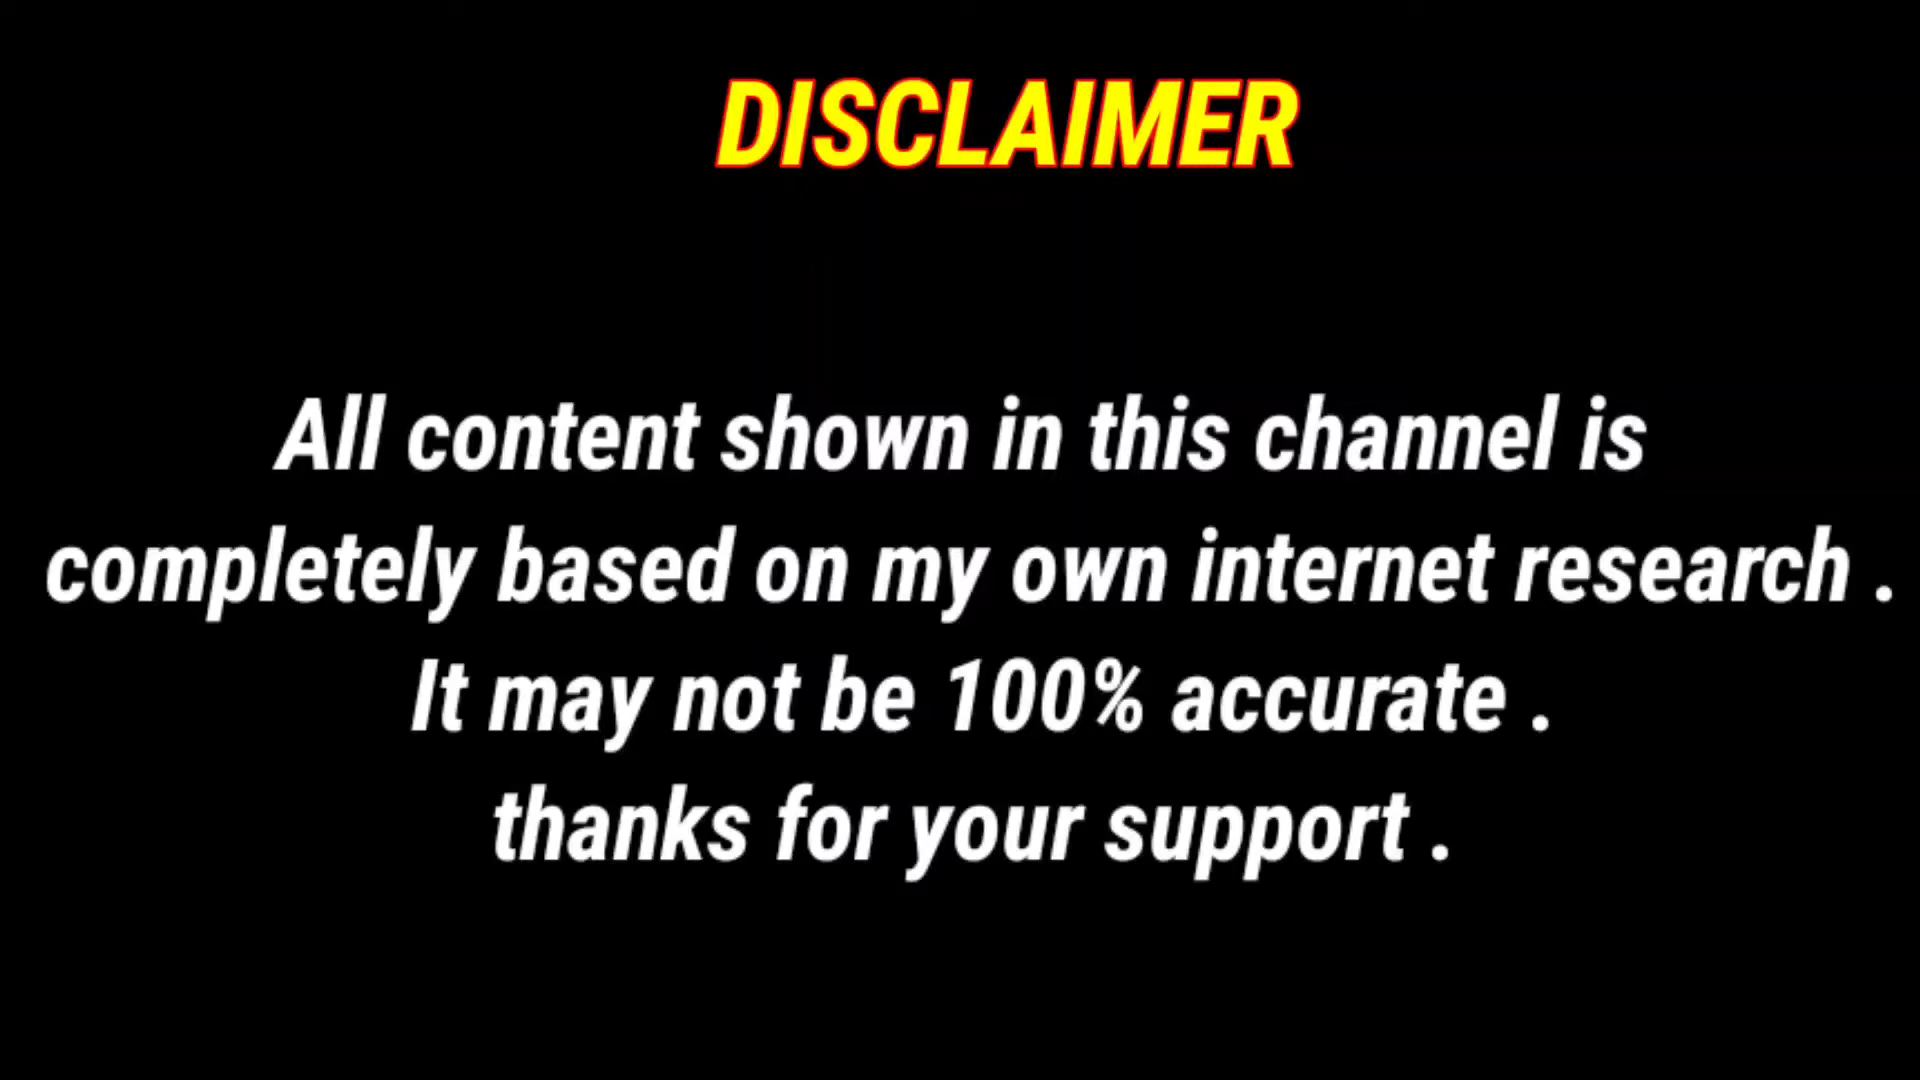 DISCLAIMER
All content shown in this channel is
completely based on my own internet research .
It may not be 100% accurate .
thanks for your support .